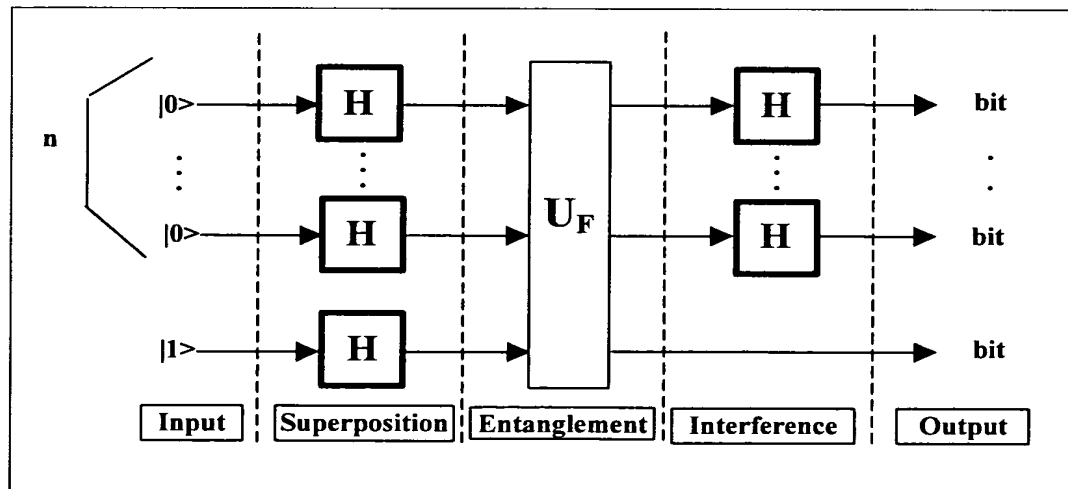 |0> H H bit
n
|0> H U_F H bit
|1> H bit
Input Superposition Entanglement Interference Output